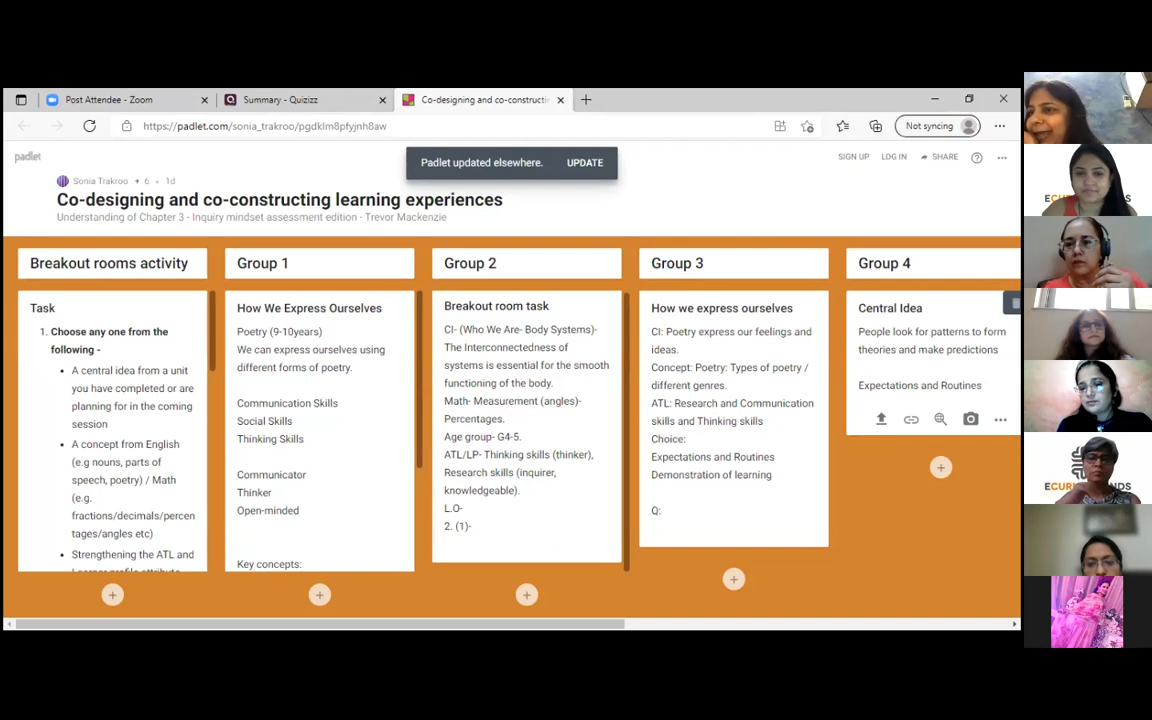 Post Attendee - Zoom
Summary - Quizizz
Co-designing and co-constructin
https://padlet.com/sonia_trakroo/pgdklm8pfyjnh8aw
Not syncing
padlet
Padlet updated elsewhere.
UPDATE
SIGN UP
LOG IN
SHARE
Sonia Trakroo + 6 • 1d
Co-designing and co-constructing learning experiences
Understanding of Chapter 3 - Inquiry mindset assessment edition - Trevor Mackenzie
Breakout rooms activity
Task
1. Choose any one from the
following -
A central idea from a unit
you have completed or are
planning for in the coming
session
A concept from English
(e.g nouns, parts of
speech, poetry) / Math
(e.g.
fractions/decimals/percen
tages/angles etc)
Strengthening the ATL and
Learner profile attribute
Group 1
How We Express Ourselves
Poetry (9-10years)
We can express ourselves using
different forms of poetry.
Communication Skills
Social Skills
Thinking Skills
Communicator
Thinker
Open-minded
Key concepts:
Group 2
Breakout room task
CI- (Who We Are- Body Systems)-
The Interconnectedness of
systems is essential for the smooth
functioning of the body.
Math- Measurement (angles)-
Percentages.
Age group- G4-5.
ATL/LP- Thinking skills (thinker),
Research skills (inquirer,
knowledgeable).
L.O-
2. (1)-
Group 3
How we express ourselves
CI: Poetry express our feelings and
ideas.
Concept: Poetry: Types of poetry /
different genres.
ATL: Research and Communication
skills and Thinking skills
Choice:
Expectations and Routines
Demonstration of learning
Q:
Group 4
Central Idea
People look for patterns to form
theories and make predictions
Expectations and Routines